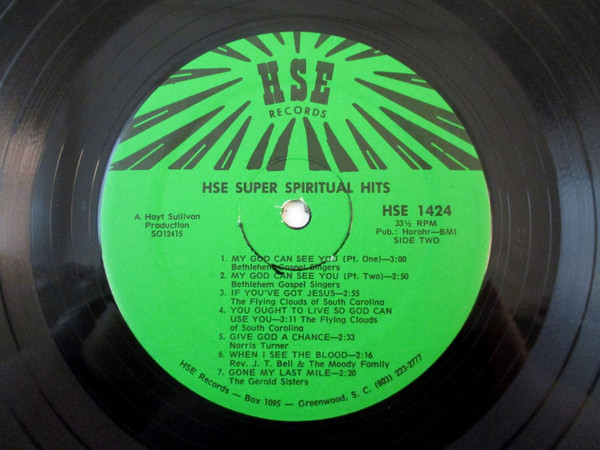 HSE
RECORDS
HSE SUPER SPIRITUAL HITS
A Hoyt Sullivan
Production
SO12415
HSE 1424
33⅓ RPM
Pub.: Horohr—BMI
SIDE TWO
1. MY GOD CAN SEE YOU (Pt. One)—3:00
Bethlehem Gospel Singers
2. MY GOD CAN SEE YOU (Pt. Two)—2:50
Bethlehem Gospel Singers
3. IF YOU'VE GOT JESUS—2:55
The Flying Clouds of South Carolina
4. YOU OUGHT TO LIVE SO GOD CAN
USE YOU—3:11 The Flying Clouds
of South Carolina
5. GIVE GOD A CHANCE—2:33
Norris Turner
6. WHEN I SEE THE BLOOD—2:16
Rev. J. T. Bell & The Moody Family
7. GONE MY LAST MILE—2:20
The Gerald Sisters
HSE Records — Box 1095 — Greenwood, S. C. (803) 223-2777